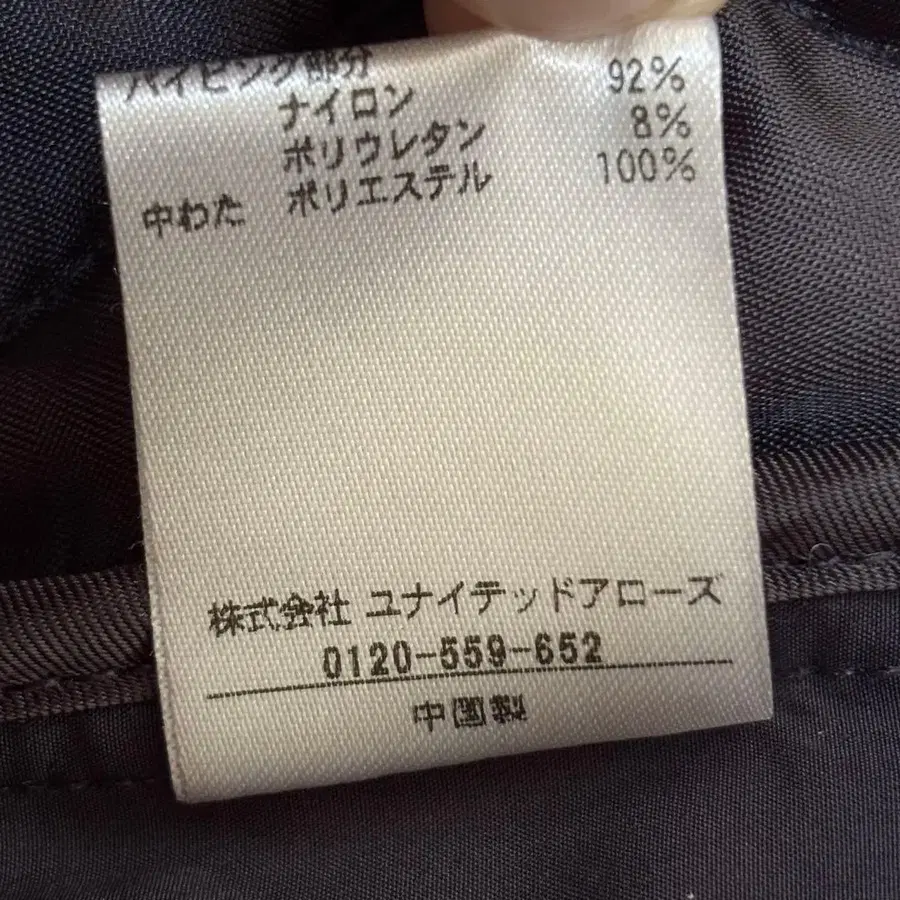 パイピング部分
ナイロン 92%
ポリウレタン 8%
中わた ポリエステル 100%
株式会社 ユナイテッドアローズ
0120-559-652
中国製